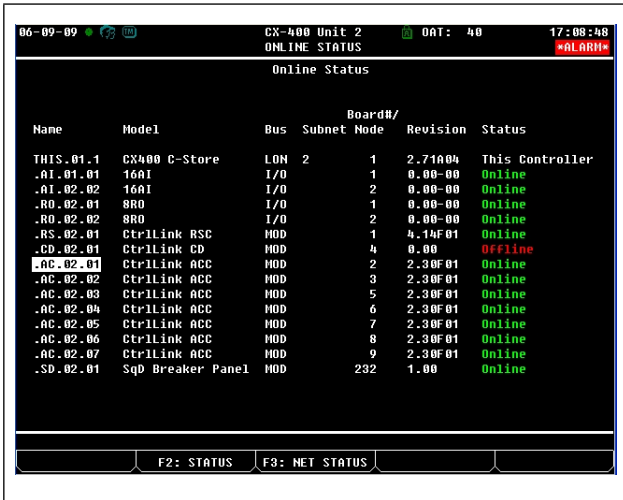 06-09-09 TM CX-400 Unit 2 OAT: 40 17:08:48
ONLINE STATUS *ALARM*
Online Status
Board#/
Name Model Bus Subnet Node Revision Status
THIS.01.1 CX400 C-Store LON 2 1 2.71A04 This Controller
.AI.01.01 16AI I/O 1 0.00-00 Online
.AI.02.02 16AI I/O 2 0.00-00 Online
.RO.02.01 8RO I/O 1 0.00-00 Online
.RO.02.02 8RO I/O 2 0.00-00 Online
.RS.02.01 CtrlLink RSC MOD 1 4.14F01 Online
.CD.02.01 CtrlLink CD MOD 4 0.00 Offline
.AC.02.01 CtrlLink ACC MOD 2 2.30F01 Online
.AC.02.02 CtrlLink ACC MOD 3 2.30F01 Online
.AC.02.03 CtrlLink ACC MOD 5 2.30F01 Online
.AC.02.04 CtrlLink ACC MOD 6 2.30F01 Online
.AC.02.05 CtrlLink ACC MOD 7 2.30F01 Online
.AC.02.06 CtrlLink ACC MOD 8 2.30F01 Online
.AC.02.07 CtrlLink ACC MOD 9 2.30F01 Online
.SD.02.01 SqD Breaker Panel MOD 232 1.00 Online
F2: STATUS F3: NET STATUS